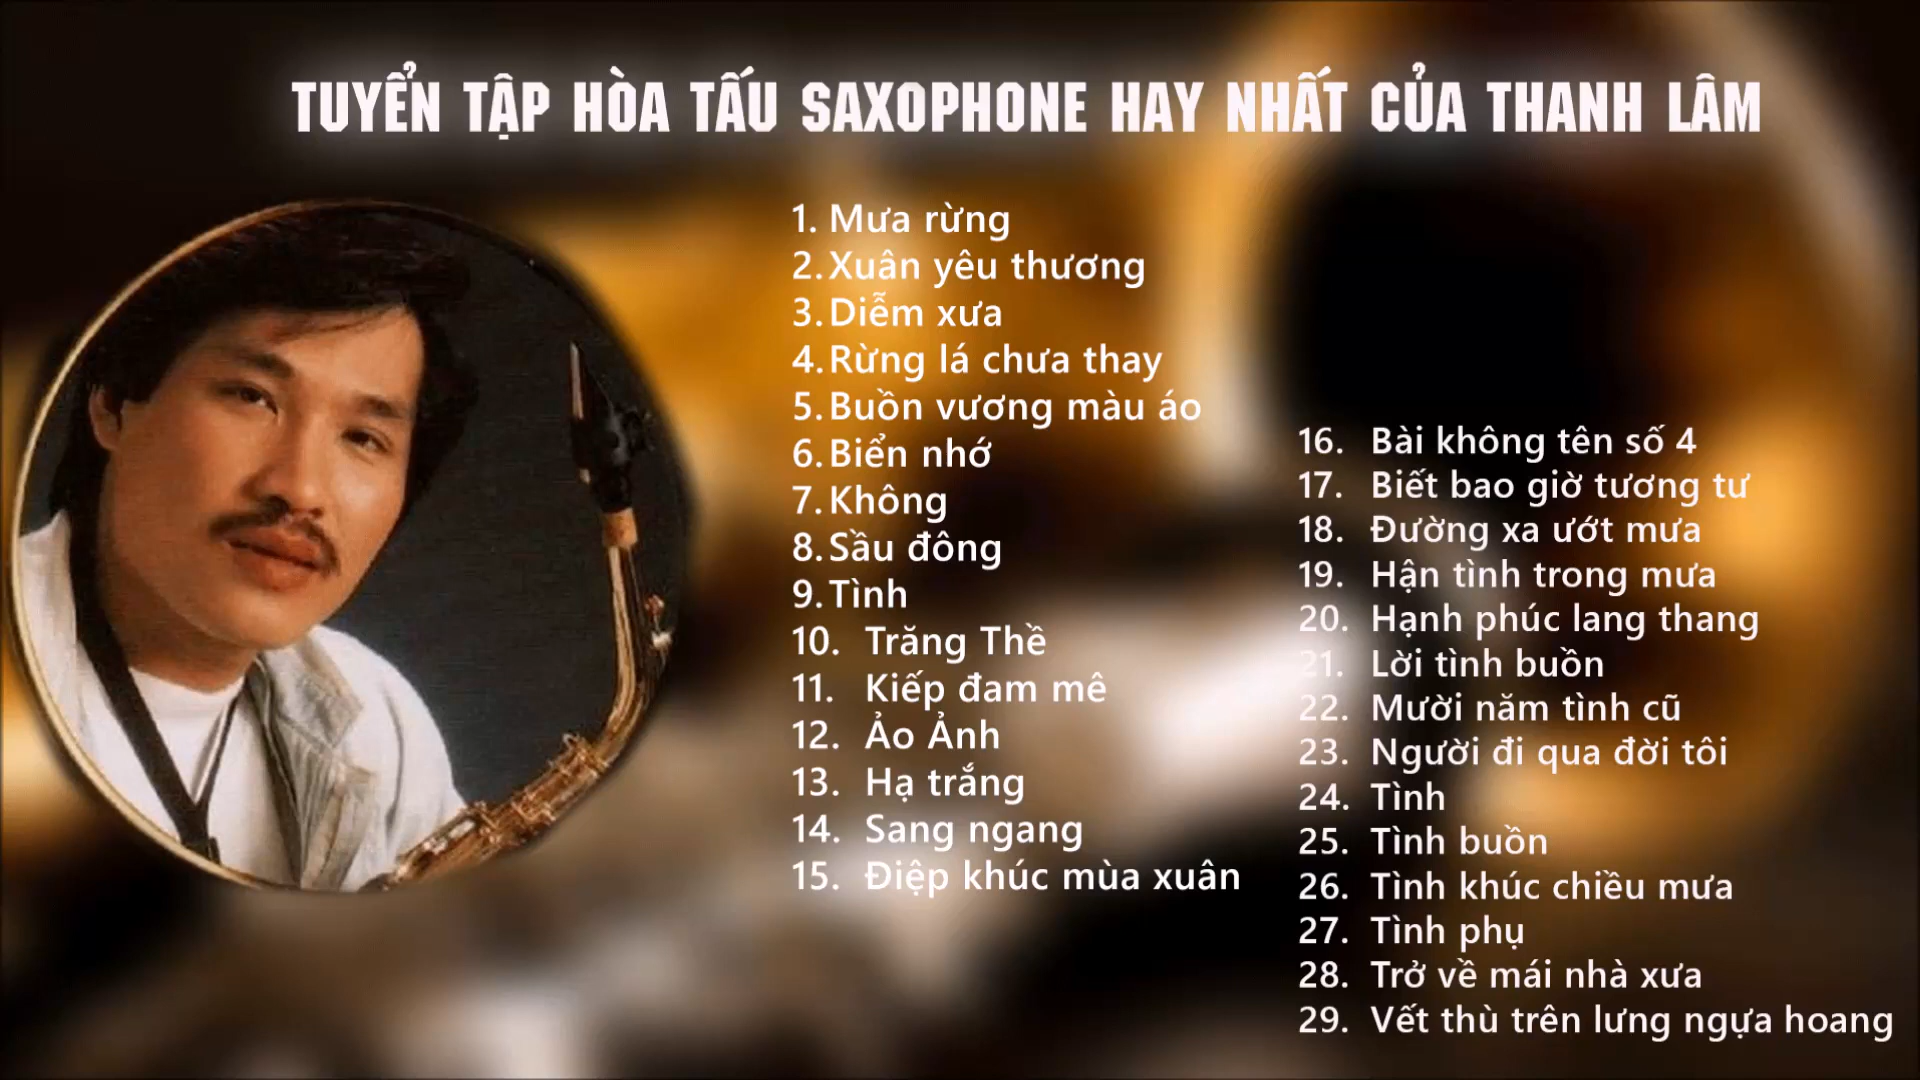 TUYỂN TẬP HÒA TẤU SAXOPHONE HAY NHẤT CỦA THANH LÂM
1. Mưa rừng
2. Xuân yêu thương
3. Diễm xưa
4. Rừng lá chưa thay
5. Buồn vương màu áo
6. Biển nhớ
7. Không
8. Sầu đông
9. Tình
10. Trăng Thề
11. Kiếp đam mê
12. Ảo Ảnh
13. Hạ trắng
14. Sang ngang
15. Điệp khúc mùa xuân
16. Bài không tên số 4
17. Biết bao giờ tương tư
18. Đường xa ướt mưa
19. Hận tình trong mưa
20. Hạnh phúc lang thang
21. Lời tình buồn
22. Mười năm tình cũ
23. Người đi qua đời tôi
24. Tình
25. Tình buồn
26. Tình khúc chiều mưa
27. Tình phụ
28. Trở về mái nhà xưa
29. Vết thù trên lưng ngựa hoang